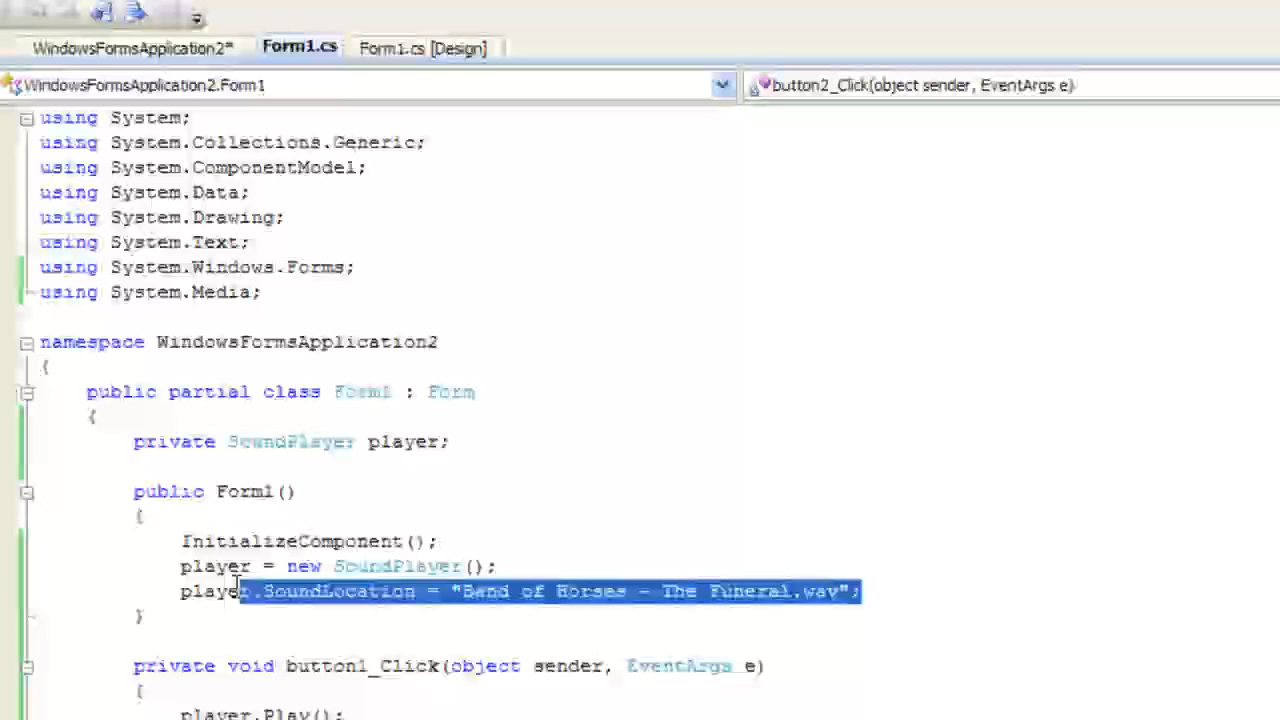 WindowsFormsApplication2* Form1.cs Form1.cs [Design]
WindowsFormsApplication2.Form1 button2_Click(object sender, EventArgs e)
using System;
using System.Collections.Generic;
using System.ComponentModel;
using System.Data;
using System.Drawing;
using System.Text;
using System.Windows.Forms;
using System.Media;
namespace WindowsFormsApplication2
{
public partial class Form1 : Form
{
private SoundPlayer player;
public Form1()
{
InitializeComponent();
player = new SoundPlayer();
player.SoundLocation = "Band of Horses - The Funeral.wav";
}
private void button1_Click(object sender, EventArgs e)
{
player.Play();